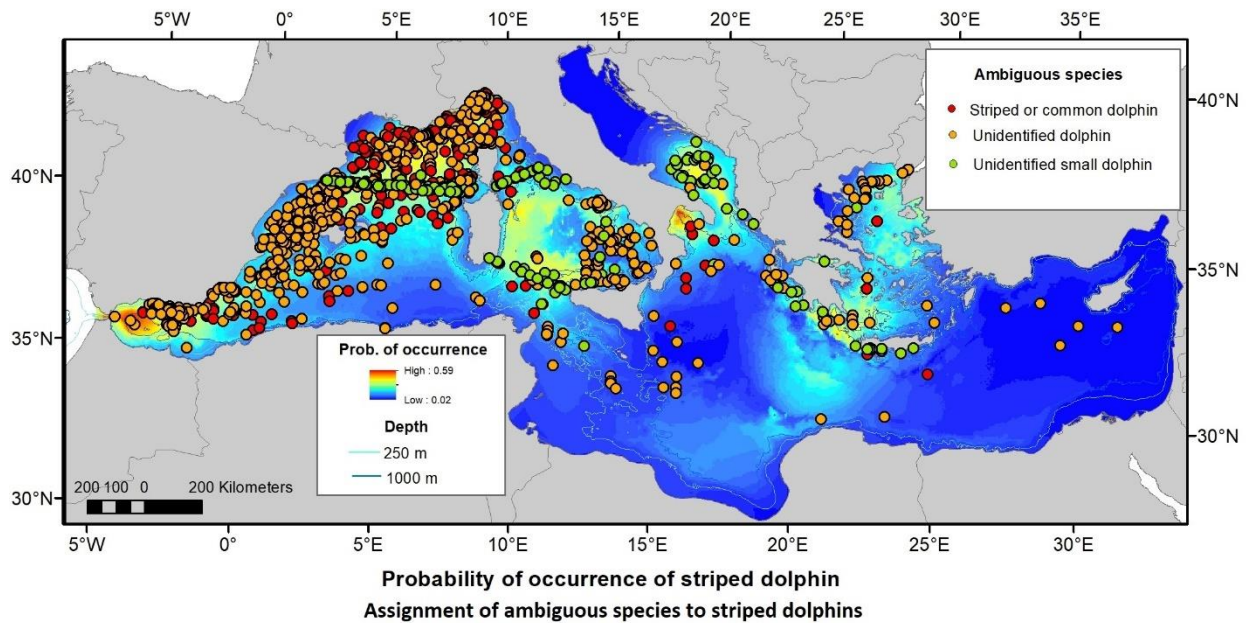 5°W 0° 5°E 10°E 15°E 20°E 25°E 30°E 35°E
Ambiguous species
Striped or common dolphin
Unidentified dolphin
Unidentified small dolphin
40°N
40°N
35°N
35°N
30°N
30°N
Prob. of occurrence
High : 0.59
Low : 0.02
Depth
250 m
1000 m
200 100 0 200 Kilometers
5°W 0° 5°E 10°E 15°E 20°E 25°E 30°E
Probability of occurrence of striped dolphin
Assignment of ambiguous species to striped dolphins